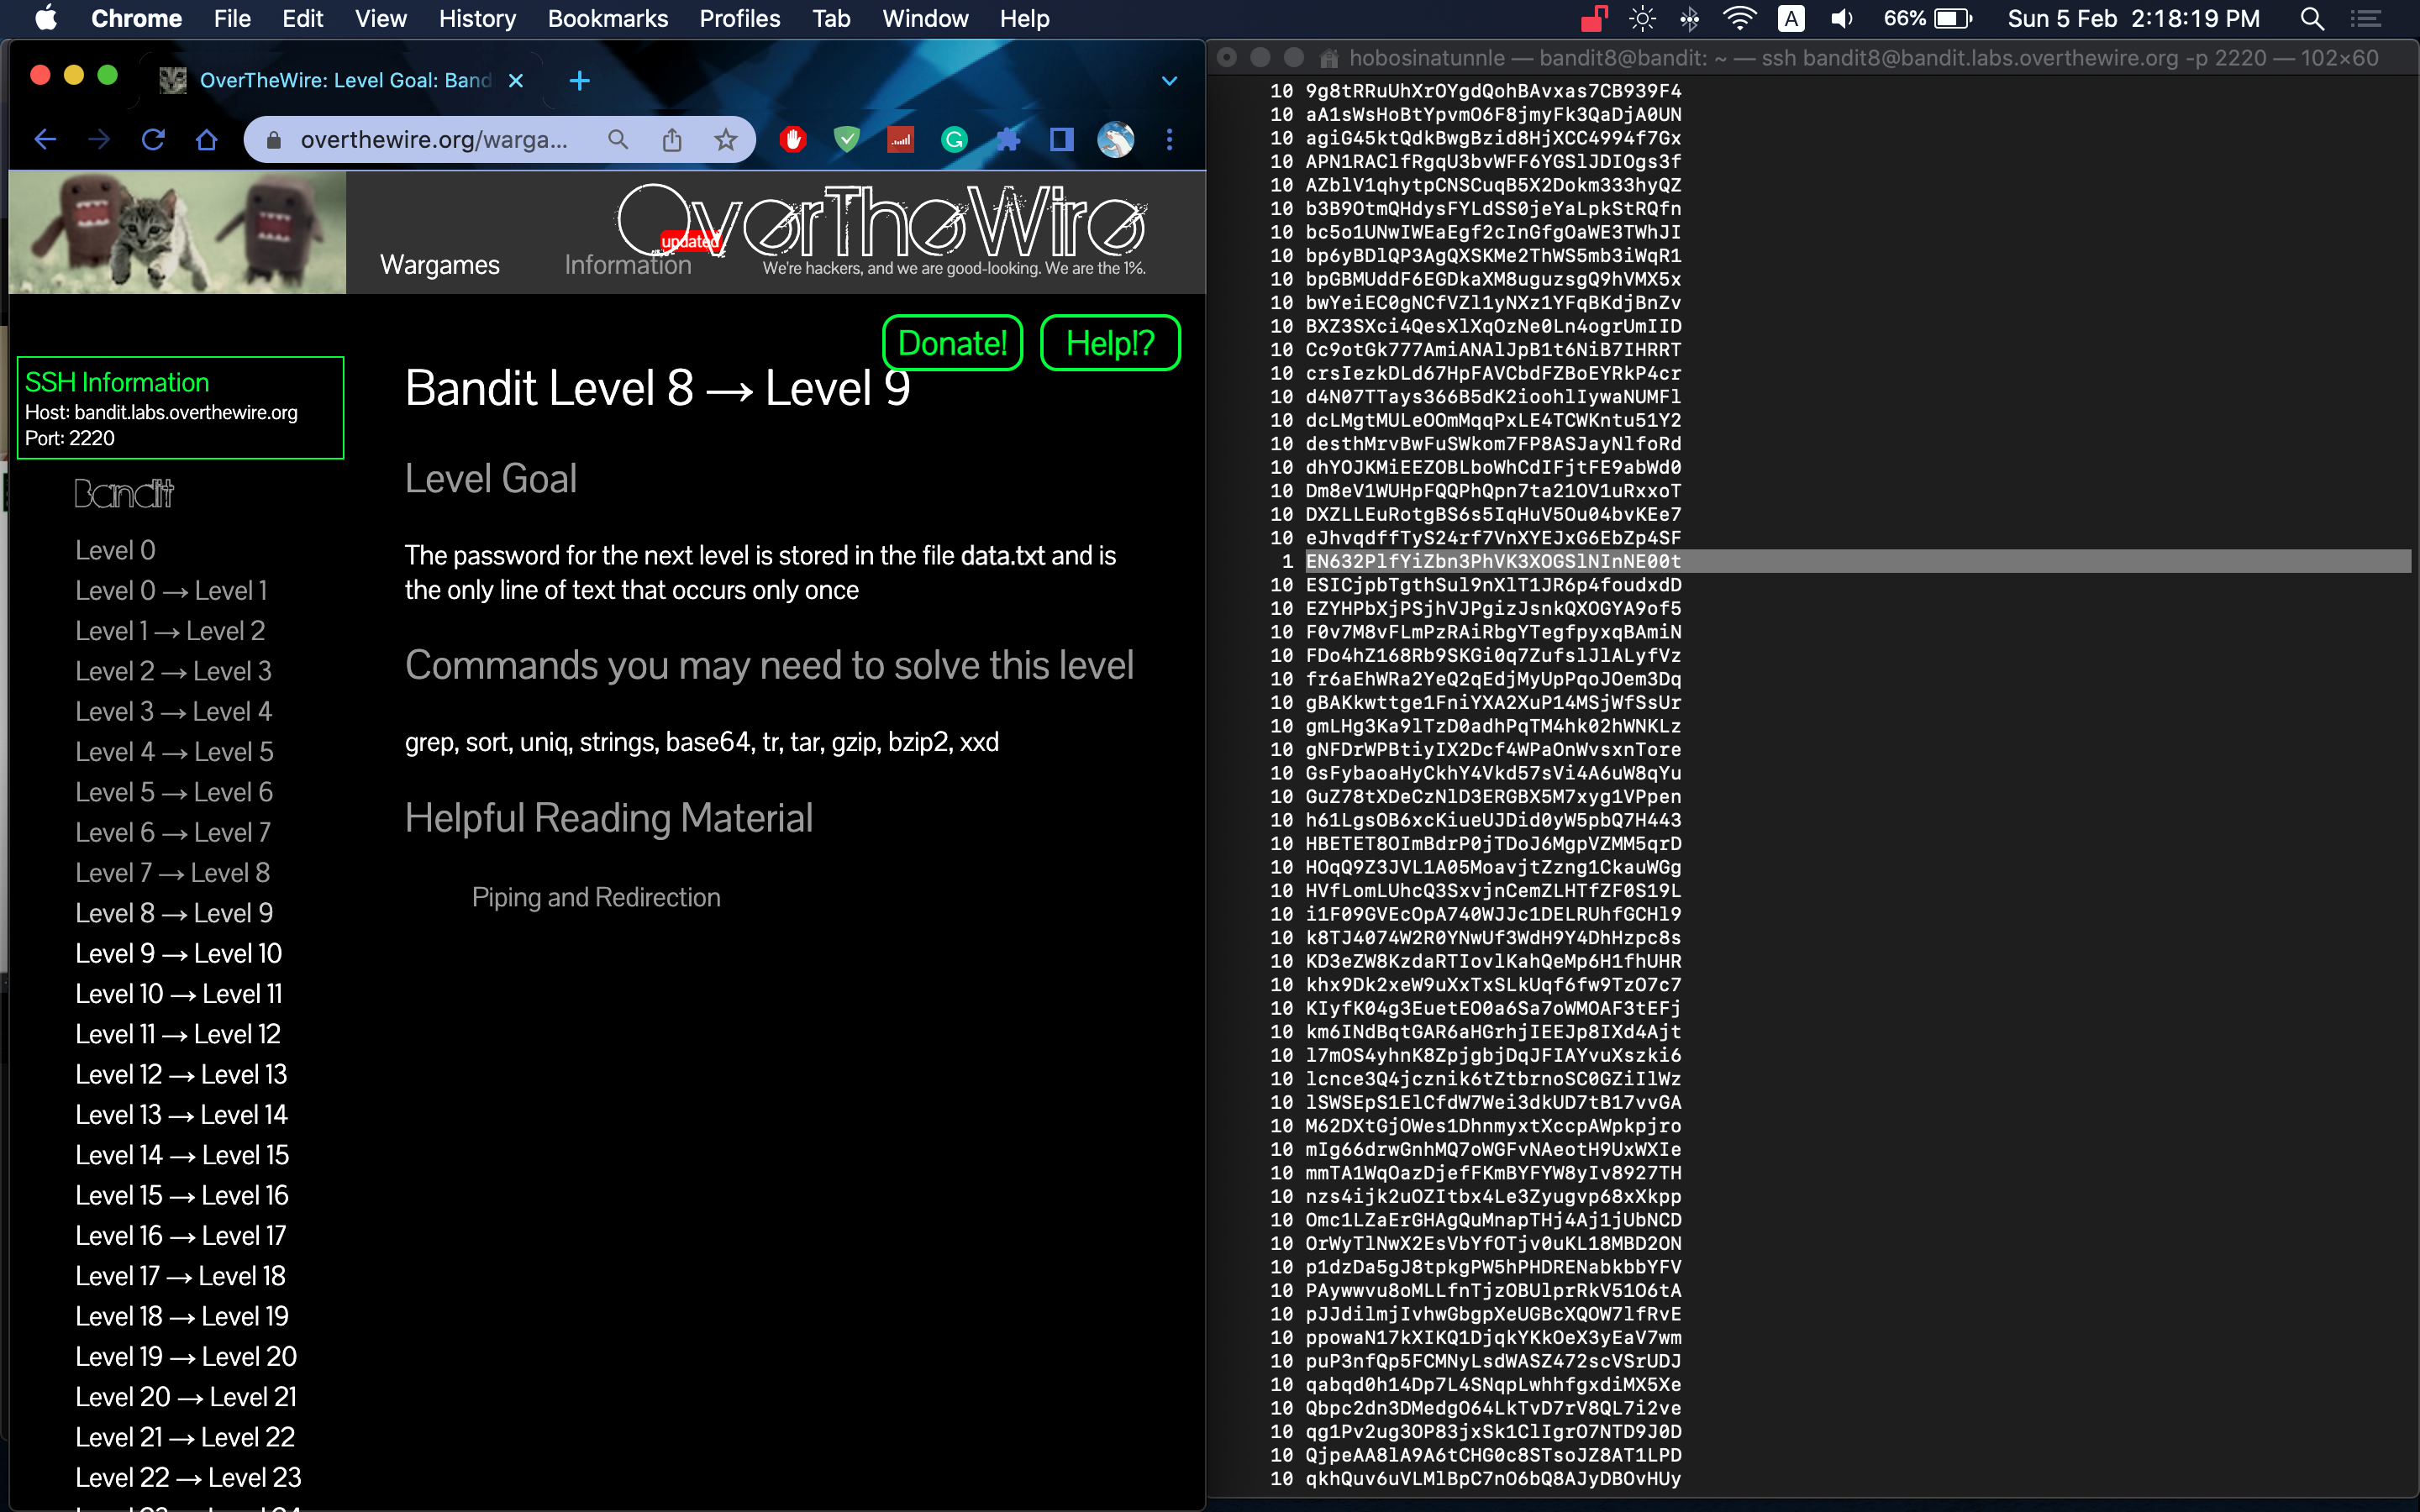 Chrome File Edit View History Bookmarks Profiles Tab Window Help A 66% Sun 5 Feb 2:18:19 PM
OverTheWire: Level Goal: Band
overthewire.org/warga...
Wargames
Information
updated
OverTheWire
We're hackers, and we are good-looking. We are the 1%.
Donate!
Help!?
SSH Information
Host: bandit.labs.overthewire.org
Port: 2220
Bandit
Level 0
Level 0 → Level 1
Level 1 → Level 2
Level 2 → Level 3
Level 3 → Level 4
Level 4 → Level 5
Level 5 → Level 6
Level 6 → Level 7
Level 7 → Level 8
Level 8 → Level 9
Level 9 → Level 10
Level 10 → Level 11
Level 11 → Level 12
Level 12 → Level 13
Level 13 → Level 14
Level 14 → Level 15
Level 15 → Level 16
Level 16 → Level 17
Level 17 → Level 18
Level 18 → Level 19
Level 19 → Level 20
Level 20 → Level 21
Level 21 → Level 22
Level 22 → Level 23
Bandit Level 8 → Level 9
Level Goal
The password for the next level is stored in the file data.txt and is
the only line of text that occurs only once
Commands you may need to solve this level
grep, sort, uniq, strings, base64, tr, tar, gzip, bzip2, xxd
Helpful Reading Material
Piping and Redirection
hobosinatunnle — bandit8@bandit: ~ — ssh bandit8@bandit.labs.overthewire.org -p 2220 — 102×60
10 9g8tRRuUhXrOYgdQohBAvxas7CB939F4
10 aA1sWsHoBtYpvmO6F8jmyFk3QaDjA0UN
10 agiG45ktQdkBwgBzid8HjXCC4994f7Gx
10 APN1RAClfRgqU3bvWFF6YGSlJDIOgs3f
10 AZblV1qhytpCNSCuqB5X2Dokm333hyQZ
10 b3B9OtmQHdysFYLdSS0jeYaLpkStRQfn
10 bc5o1UNwIWEaEgf2cInGfgOaWE3TWhJI
10 bp6yBDlQP3AgQXSKMe2ThWS5mb3iWqR1
10 bpGBMUddF6EGDkaXM8uguzsgQ9hVMX5x
10 bwYeiEC0gNCfVZl1yNXz1YFqBKdjBnZv
10 BXZ3SXci4QesXlXqOzNe0Ln4ogrUmIID
10 Cc9otGk777AmiANAlJpB1t6NiB7IHRRT
10 crsIezkDLd67HpFAVCbdFZBoEYRkP4cr
10 d4N07TTays366B5dK2ioohlIywaNUMFl
10 dcLMgtMULeOOmMqqPxLE4TCWKntu51Y2
10 desthMrvBwFuSWkom7FP8ASJayNlfoRd
10 dhYOJKMiEEZOBLboWhCdIFjtFE9abWd0
10 Dm8eV1WUHpFQQPhQpn7ta21OV1uRxxoT
10 DXZLLEuRotgBS6s5IqHuV5Ou04bvKEe7
10 eJhvqdffTyS24rf7VnXYEJxG6EbZp4SF
1 EN632PlfYiZbn3PhVK3XOGSlNInNE00t
10 ESICjpbTgthSul9nXlT1JR6p4foudxdD
10 EZYHPbXjPSjhVJPgizJsnkQXOGYA9of5
10 F0v7M8vFLmPzRAiRbgYTegfpyxqBAmiN
10 FDo4hZ168Rb9SKGi0q7ZufslJlALyfVz
10 fr6aEhWRa2YeQ2qEdjMyUpPqoJOem3Dq
10 gBAKkwttge1FniYXA2XuP14MSjWfSsUr
10 gmLHg3Ka9lTzD0adhPqTM4hk02hWNKLz
10 gNFDrWPBtiyIX2Dcf4WPaOnWvsxnTore
10 GsFybaoaHyCkhY4Vkd57sVi4A6uW8qYu
10 GuZ78tXDeCzNlD3ERGBX5M7xyg1VPpen
10 h61LgsOB6xcKiueUJDid0yW5pbQ7H443
10 HBETET8OImBdrP0jTDoJ6MgpVZMM5qrD
10 HOqQ9Z3JVL1A05MoavjtZzng1CkauWGg
10 HVfLomLUhcQ3SxvjnCemZLHTfZF0S19L
10 i1F09GVEcOpA740WJJc1DELRUhfGCHl9
10 k8TJ4074W2R0YNwUf3WdH9Y4DhHzpc8s
10 KD3eZW8KzdaRTIovlKahQeMp6H1fhUHR
10 khx9Dk2xeW9uXxTxSLkUqf6fw9TzO7c7
10 KIyfK04g3EuetEO0a6Sa7oWMOAF3tEFj
10 km6INdBqtGAR6aHGrhjIEEJp8IXd4Ajt
10 l7mOS4yhnK8ZpjgbjDqJFIAYvuXszki6
10 lcnce3Q4jcznik6tZtbrnoSC0GZiIlWz
10 lSWSEpS1ElCfdW7Wei3dkUD7tB17vvGA
10 M62DXtGjOWes1DhnmyxtXccpAWpkpjro
10 mIg66drwGnhMQ7oWGFvNAeotH9UxWXIe
10 mmTA1WqOazDjefFKmBYFYW8yIv8927TH
10 nzs4ijk2uOZItbx4Le3Zyugvp68xXkpp
10 Omc1LZaErGHAgQuMnapTHj4Aj1jUbNCD
10 OrWyTlNwX2EsVbYfOTjv0uKL18MBD2ON
10 p1dzDa5gJ8tpkgPW5hPHDRENabkbbYFV
10 PAywwvu8oMLLfnTjzOBUlprRkV51O6tA
10 pJJdilmjIvhwGbgpXeUGBcXQOW7lfRvE
10 ppowaN17kXIKQ1DjqkYKkOeX3yEaV7wm
10 puP3nfQp5FCMNyLsdWASZ472scVSrUDJ
10 qabqd0h14Dp7L4SNqpLwhhfgxdiMX5Xe
10 Qbpc2dn3DMedgO64LkTvD7rV8QL7i2ve
10 qg1Pv2ug3OP83jxSk1ClIgrO7NTD9J0D
10 QjpeAA8lA9A6tCHG0c8STsoJZ8AT1LPD
10 qkhQuv6uVLMlBpC7nO6bQ8AJyDBOvHUy